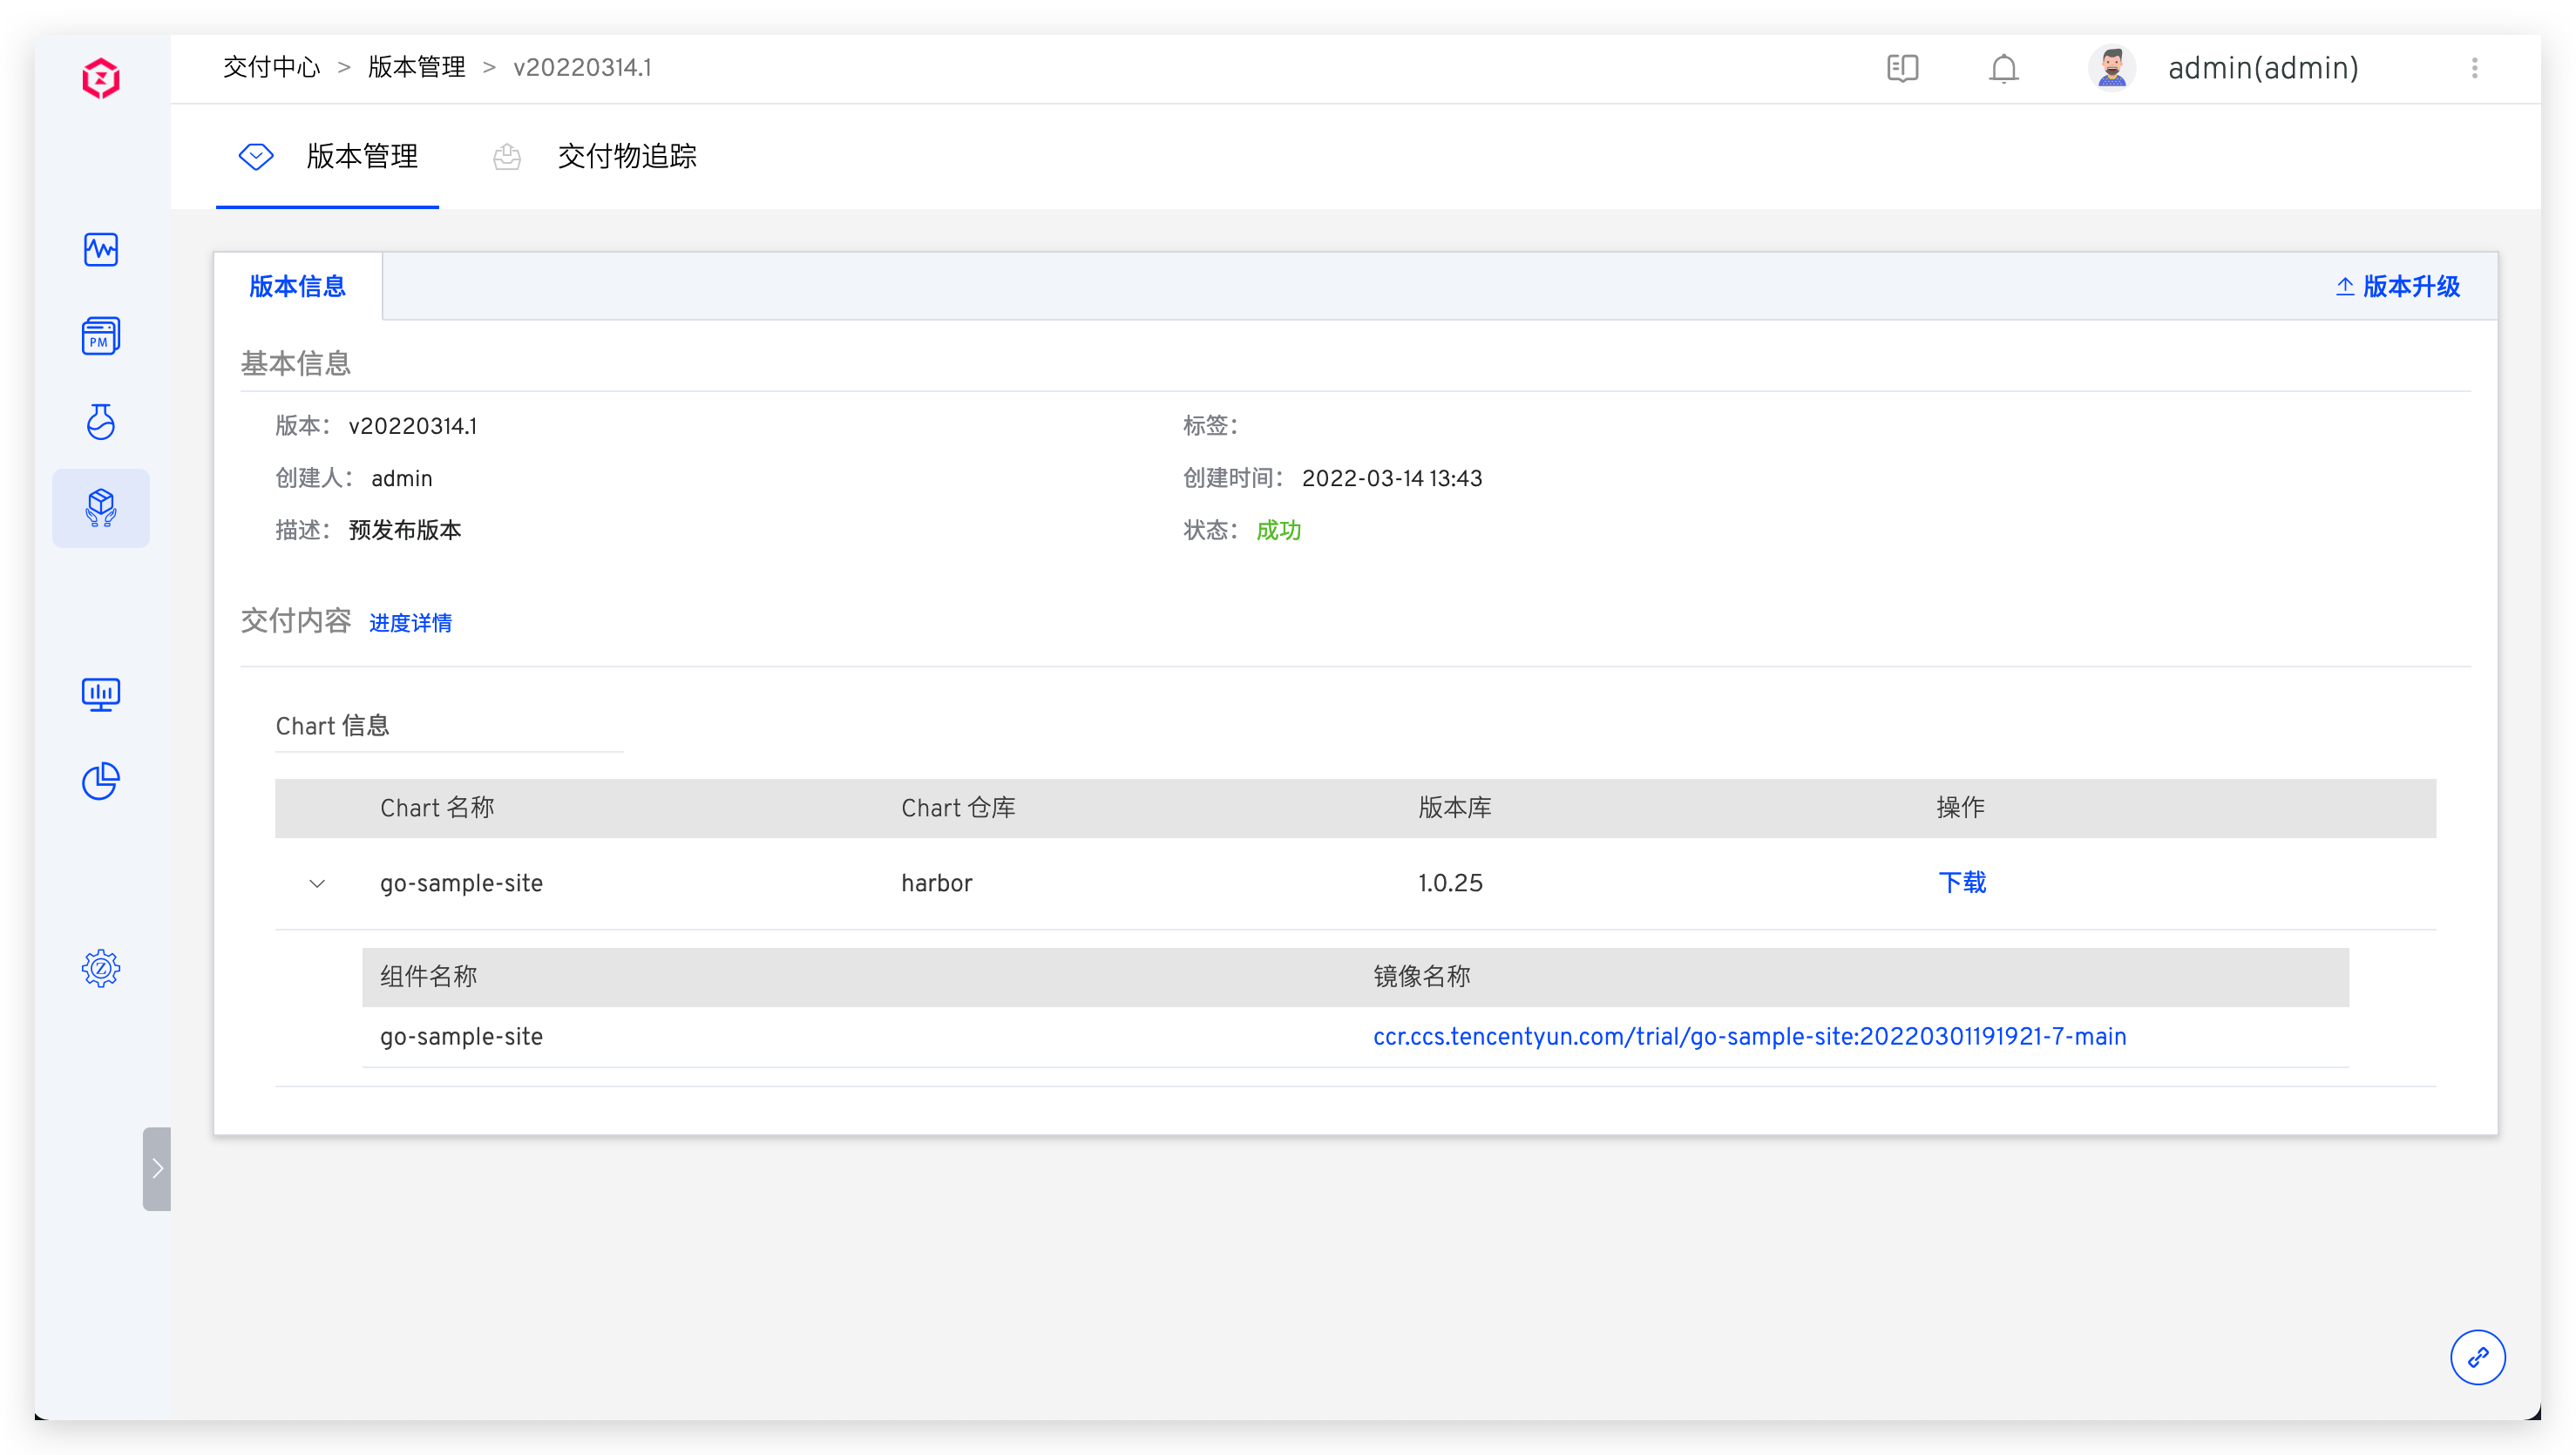 交付中心 > 版本管理 > v20220314.1
admin(admin)
版本管理
交付物追踪
版本信息
版本升级
PM
基本信息
版本: v20220314.1
标签:
创建人: admin
创建时间: 2022-03-14 13:43
描述: 预发布版本
状态: 成功
交付内容 进度详情
Chart 信息
Chart 名称 Chart 仓库 版本库 操作
go-sample-site harbor 1.0.25 下载
组件名称 镜像名称
go-sample-site ccr.ccs.tencentyun.com/trial/go-sample-site:20220301191921-7-main